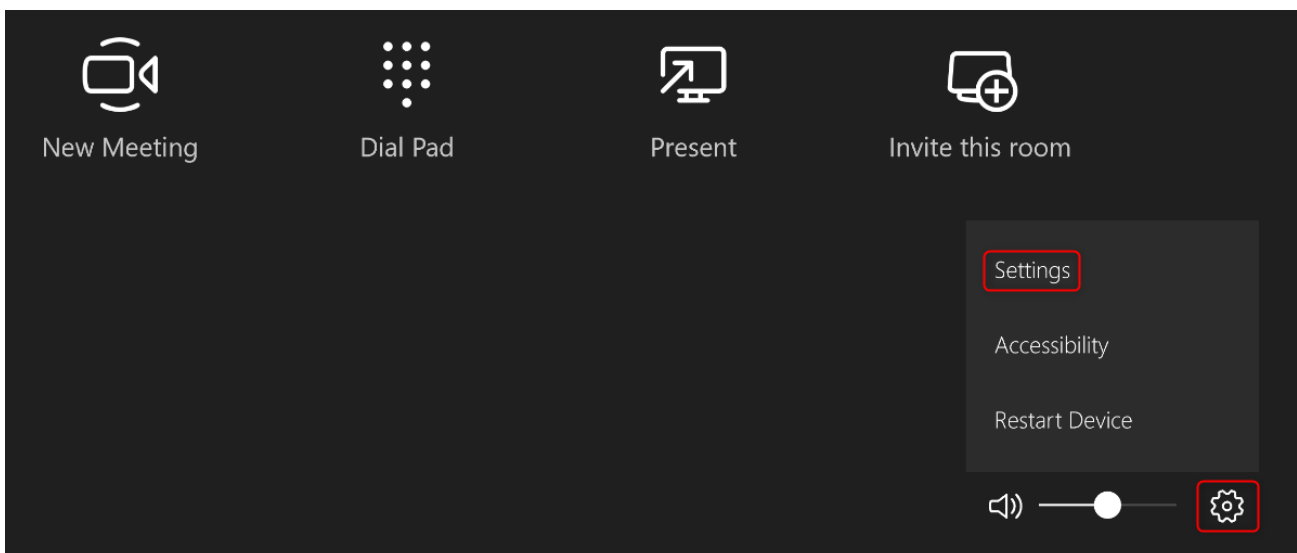 New Meeting
Dial Pad
Present
Invite this room
Settings
Accessibility
Restart Device